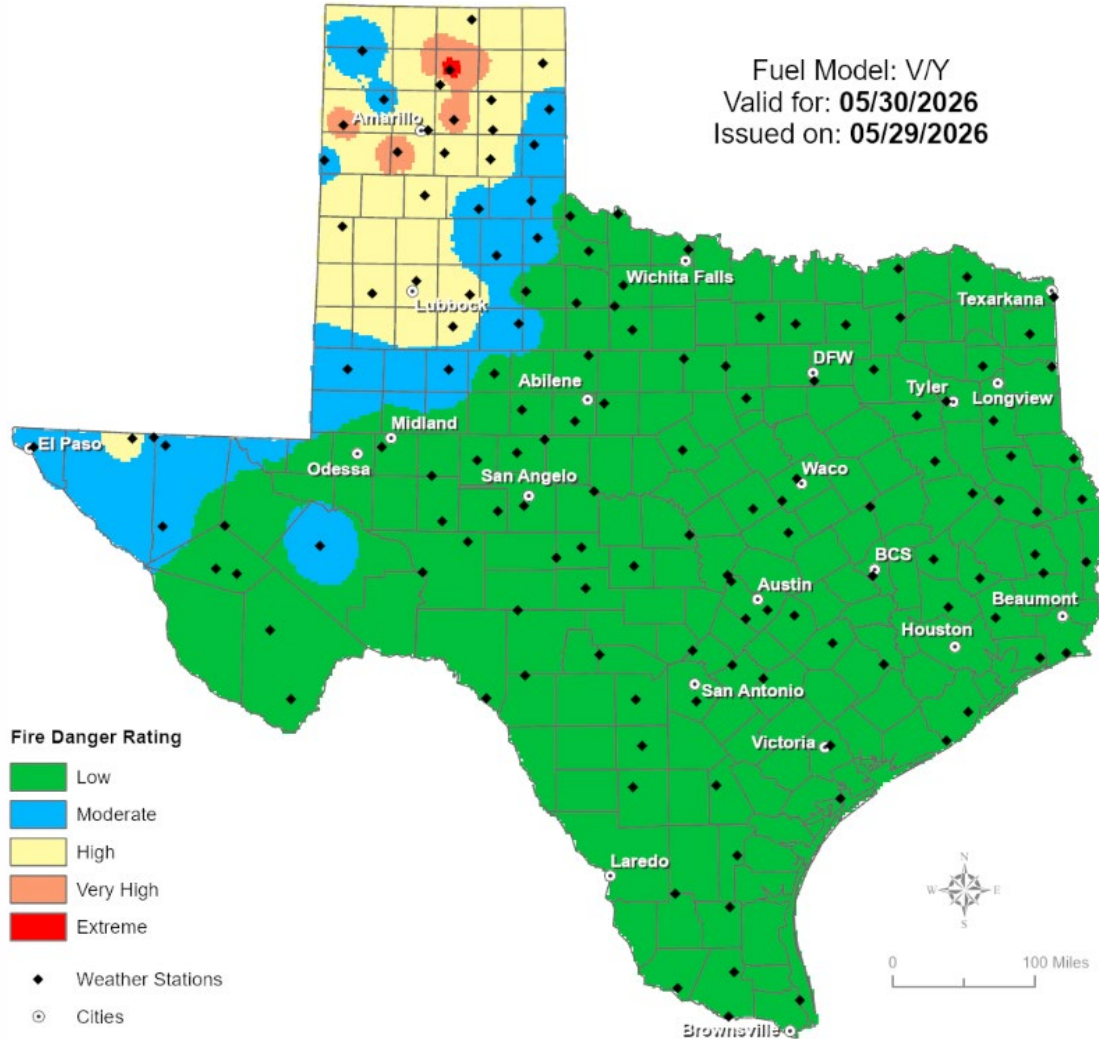 Fuel Model: V/Y
Valid for: 05/30/2026
Issued on: 05/29/2026
Amarillo
Wichita Falls
Lubbock
Texarkana
DFW
Abilene
Tyler
Longview
Midland
El Paso
Odessa
San Angelo
Waco
BCS
Austin
Beaumont
Houston
San Antonio
Victoria
Laredo
Brownsville
Fire Danger Rating
Low
Moderate
High
Very High
Extreme
Weather Stations
Cities
N
W E
S
0 100 Miles